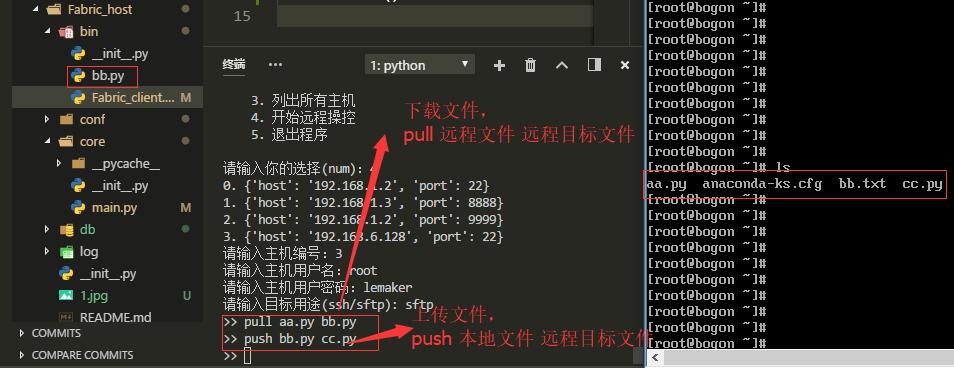 Fabric_host
bin
__init__.py
bb.py
Fabric_client.... M
conf
core
__pycache__
__init__.py
main.py M
db
log
__init__.py
1.jpg U
README.md
COMMITS
COMPARE COMMITS
15
终端 ··· 1: python
3. 列出所有主机
4. 开始远程操控
5. 退出程序
请输入你的选择(num): 4
0. {'host': '192.168.1.2', 'port': 22}
1. {'host': '192.168.1.3', 'port': 8888}
2. {'host': '192.168.1.2', 'port': 9999}
3. {'host': '192.168.6.128', 'port': 22}
请输入主机编号: 3
请输入主机用户名: root
请输入主机用户密码: lemaker
请输入目标用途(ssh/sftp): sftp
>> pull aa.py bb.py
>> push bb.py cc.py
>>
下载文件，
pull 远程文件 远程目标文件
上传文件，
push 本地文件 远程目标文件
[root@bogon ~]#
[root@bogon ~]#
[root@bogon ~]#
[root@bogon ~]#
[root@bogon ~]#
[root@bogon ~]#
[root@bogon ~]#
[root@bogon ~]#
[root@bogon ~]#
[root@bogon ~]#
[root@bogon ~]# ls
aa.py anaconda-ks.cfg bb.txt cc.py
[root@bogon ~]#
[root@bogon ~]#
[root@bogon ~]#
[root@bogon ~]#
[root@bogon ~]#
[root@bogon ~]#
[root@bogon ~]#
[root@bogon ~]#
[root@bogon ~]#
[root@bogon ~]#